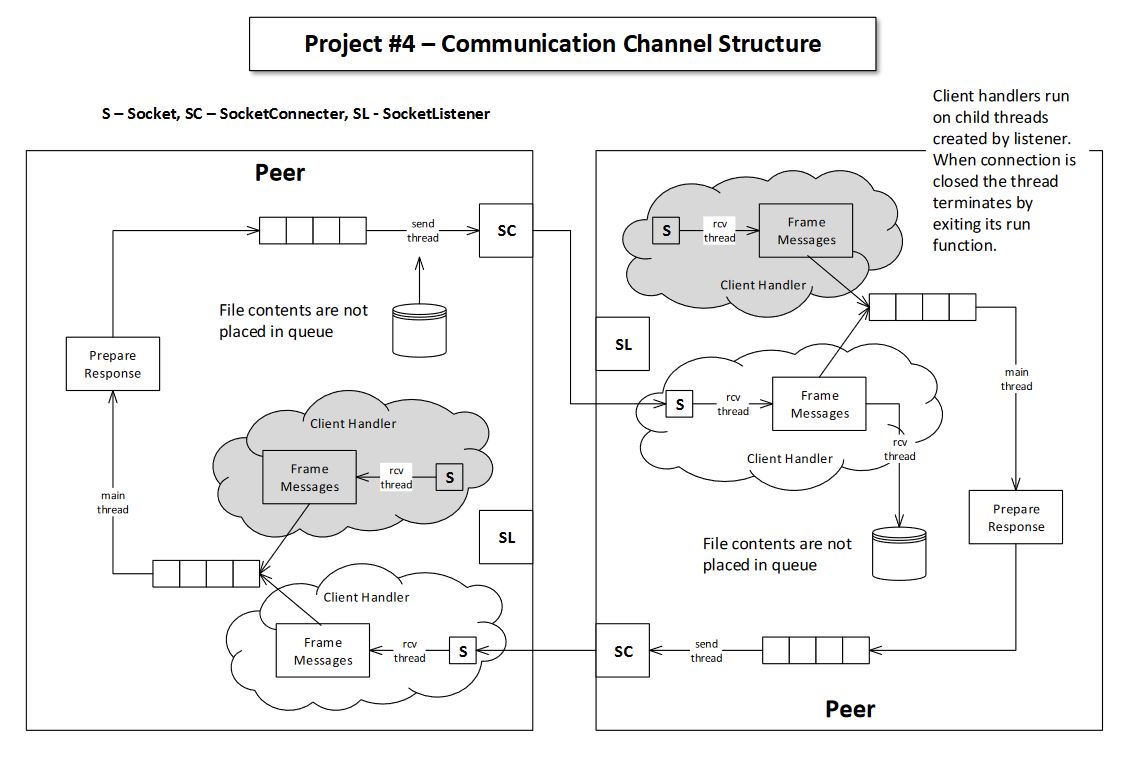 Project #4 – Communication Channel Structure
S – Socket, SC – SocketConnecter, SL - SocketListener
Client handlers run
on child threads
created by listener.
When connection is
closed the thread
terminates by
exiting its run
function.
Peer
send
thread
SC
File contents are not
placed in queue
Prepare
Response
Client Handler
Frame
Messages
rcv
thread
S
main
thread
SL
Client Handler
Frame
Messages
rcv
thread
S
S
rcv
thread
Frame
Messages
Client Handler
SL
S
rcv
thread
Frame
Messages
Client Handler
rcv
thread
main
thread
Prepare
Response
File contents are not
placed in queue
SC
send
thread
Peer